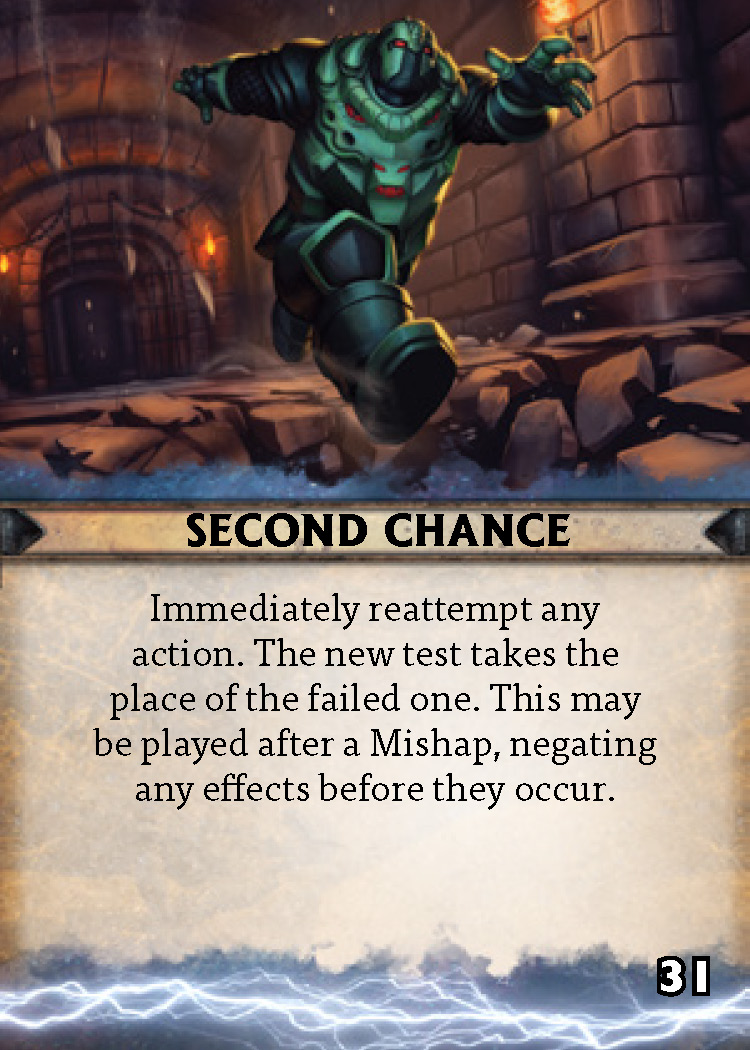 SECOND CHANCE
Immediately reattempt any
action. The new test takes the
place of the failed one. This may
be played after a Mishap, negating
any effects before they occur.
31